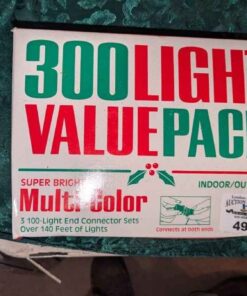 300 LIGHT
VALUE PAC
SUPER BRIGHT
INDOOR/OU
Multi-Color
3 100-Light End Connector Sets
Over 140 Feet of Lights
Connects at both ends
AUCTION
49